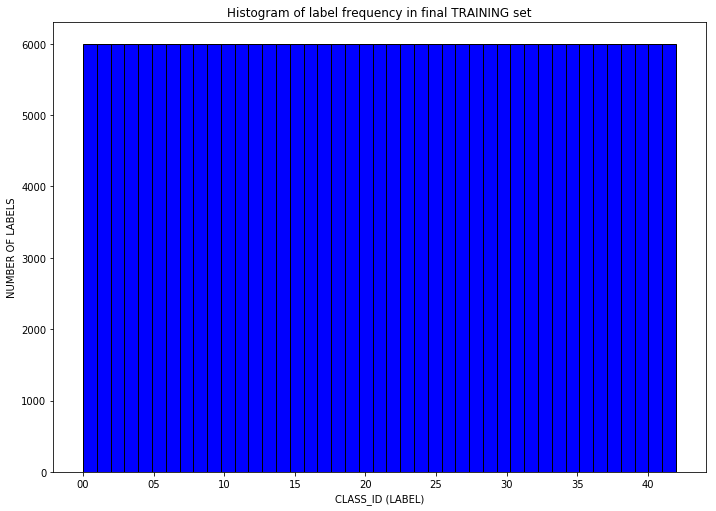 Histogram of label frequency in final TRAINING set
6000
5000
4000
3000
2000
1000
0
NUMBER OF LABELS
00 05 10 15 20 25 30 35 40
CLASS_ID (LABEL)